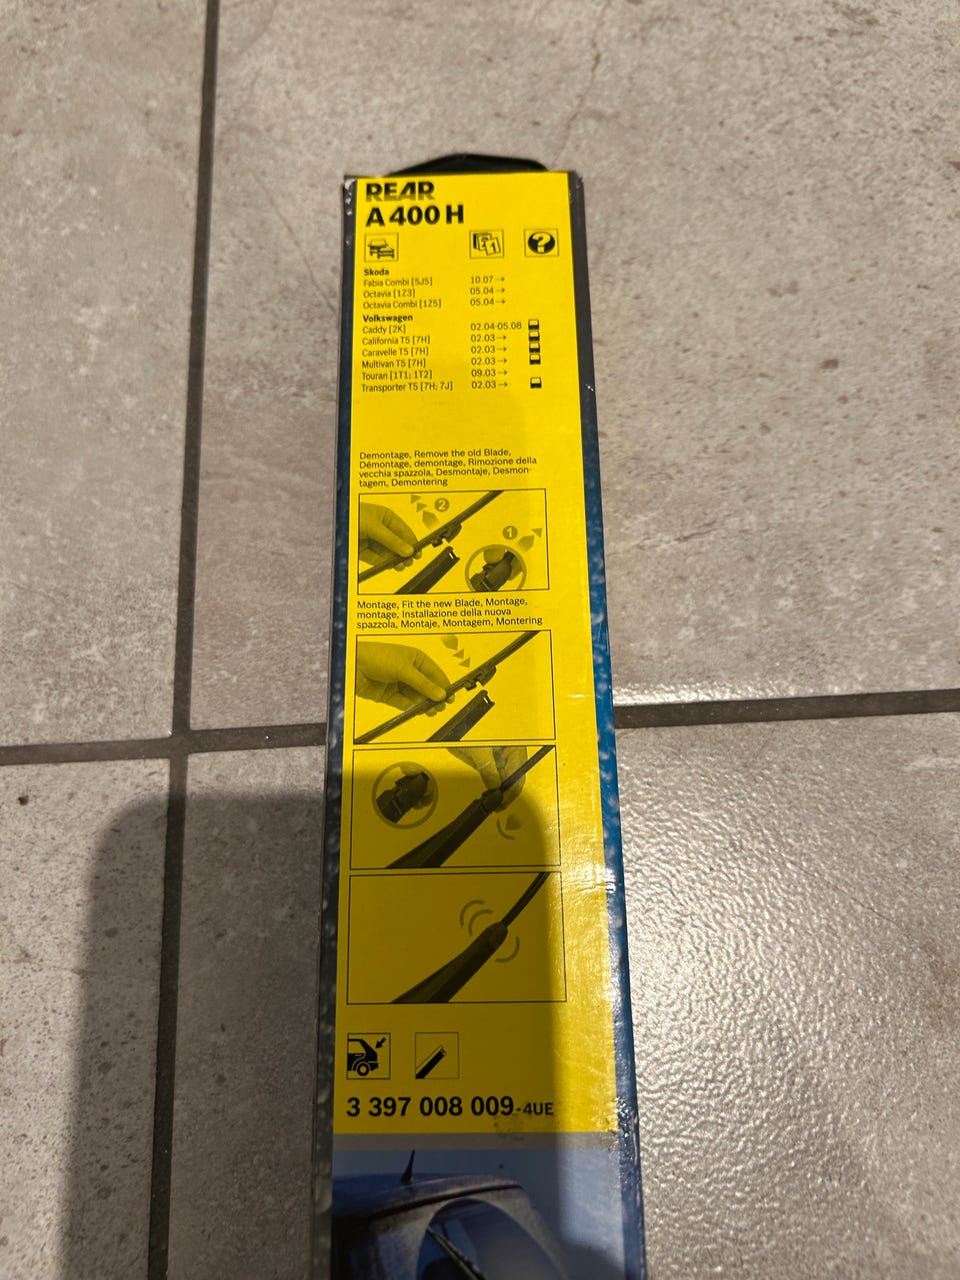 REAR
A 400 H
21
?
Škoda
Fabia Combi [5J5] 10.07→
Octavia [1Z3] 05.04→
Octavia Combi [1Z5] 05.04→
Volkswagen
Caddy [2K] 02.04-05.08
California T5 [7H] 02.03→
Caravelle T5 [7H] 02.03→
Multivan T5 [7H] 02.03→
Touran [1T1; 1T2] 09.03→
Transporter T5 [7H; 7J] 02.03→
Demontage, Remove the old Blade,
Démontage, demontage, Rimozione della
vecchia spazzola, Desmontaje, Desmon-
tagem, Demontering
2
1
Montage, Fit the new Blade, Montage,
montage, Installazione della nuova
spazzola, Montaje, Montagem, Montering
3 397 008 009-4UE